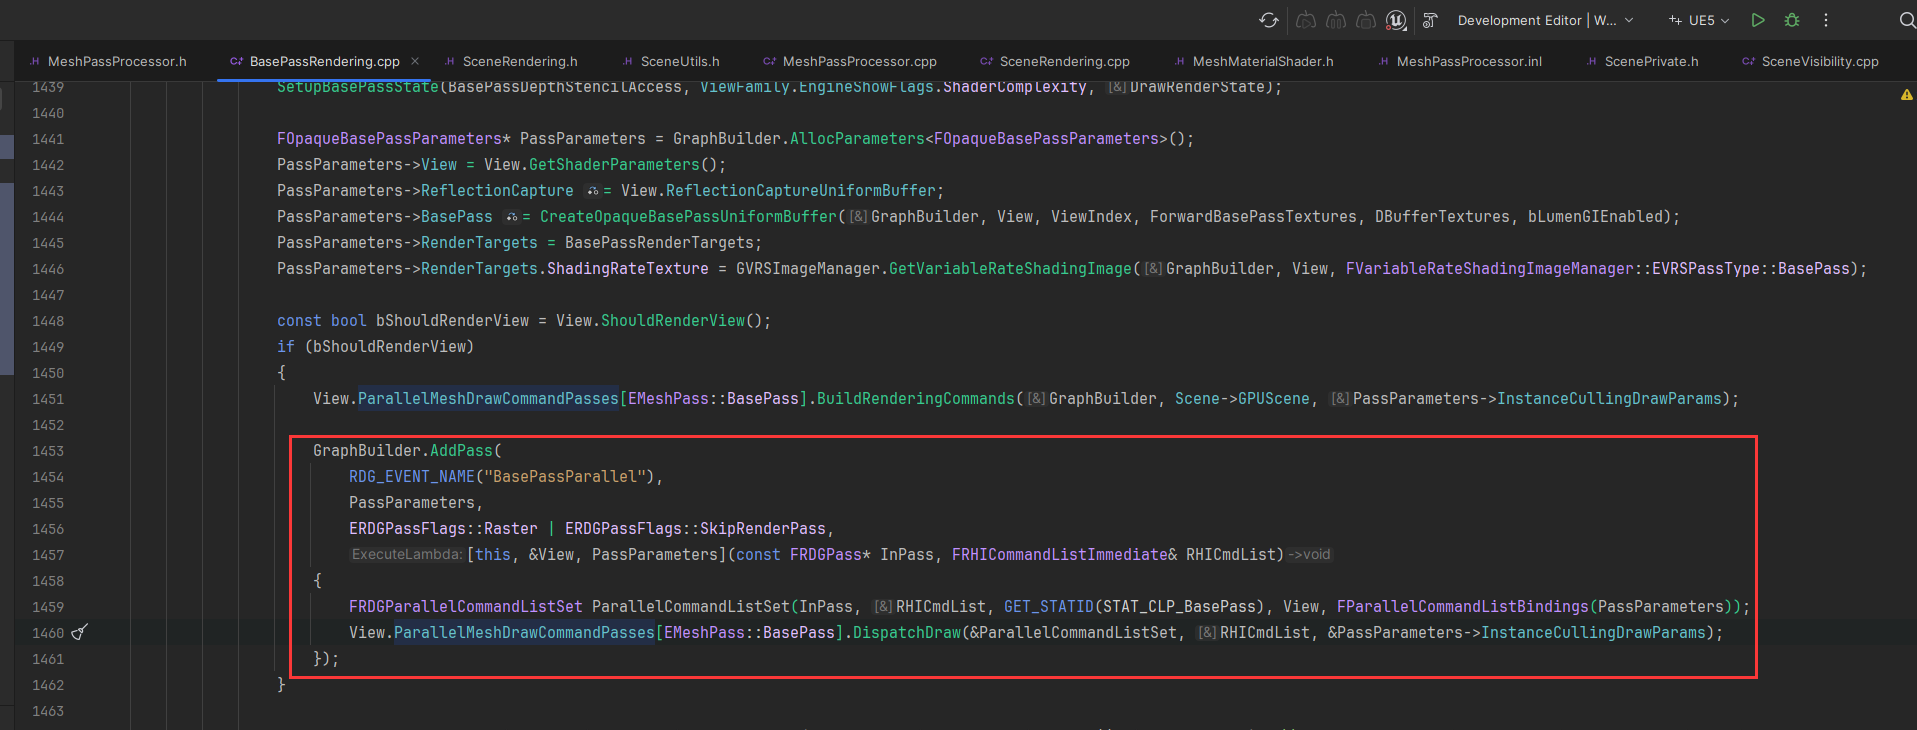 Development Editor | W... UE5
MeshPassProcessor.h BasePassRendering.cpp SceneRendering.h SceneUtils.h MeshPassProcessor.cpp SceneRendering.cpp MeshMaterialShader.h MeshPassProcessor.inl ScenePrivate.h SceneVisibility.cpp
1439 SetupBasePassState(BasePassDepthStencilAccess, ViewFamily.EngineShowFlags.ShaderComplexity, [&]DrawRenderState);
1440
1441 FOpaqueBasePassParameters* PassParameters = GraphBuilder.AllocParameters<FOpaqueBasePassParameters>();
1442 PassParameters->View = View.GetShaderParameters();
1443 PassParameters->ReflectionCapture = View.ReflectionCaptureUniformBuffer;
1444 PassParameters->BasePass = CreateOpaqueBasePassUniformBuffer([&]GraphBuilder, View, ViewIndex, ForwardBasePassTextures, DBufferTextures, bLumenGIEnabled);
1445 PassParameters->RenderTargets = BasePassRenderTargets;
1446 PassParameters->RenderTargets.ShadingRateTexture = GVRSImageManager.GetVariableRateShadingImage([&]GraphBuilder, View, FVariableRateShadingImageManager::EVRSPassType::BasePass);
1447
1448 const bool bShouldRenderView = View.ShouldRenderView();
1449 if (bShouldRenderView)
1450 {
1451 View.ParallelMeshDrawCommandPasses[EMeshPass::BasePass].BuildRenderingCommands([&]GraphBuilder, Scene->GPUScene, [&]PassParameters->InstanceCullingDrawParams);
1452
1453 GraphBuilder.AddPass(
1454 RDG_EVENT_NAME("BasePassParallel"),
1455 PassParameters,
1456 ERDGPassFlags::Raster | ERDGPassFlags::SkipRenderPass,
1457 ExecuteLambda: [this, &View, PassParameters](const FRDGPass* InPass, FRHICommandListImmediate& RHICmdList) ->void
1458 {
1459 FRDGParallelCommandListSet ParallelCommandListSet(InPass, [&]RHICmdList, GET_STATID(STAT_CLP_BasePass), View, FParallelCommandListBindings(PassParameters));
1460 View.ParallelMeshDrawCommandPasses[EMeshPass::BasePass].DispatchDraw(&ParallelCommandListSet, [&]RHICmdList, &PassParameters->InstanceCullingDrawParams);
1461 });
1462 }
1463